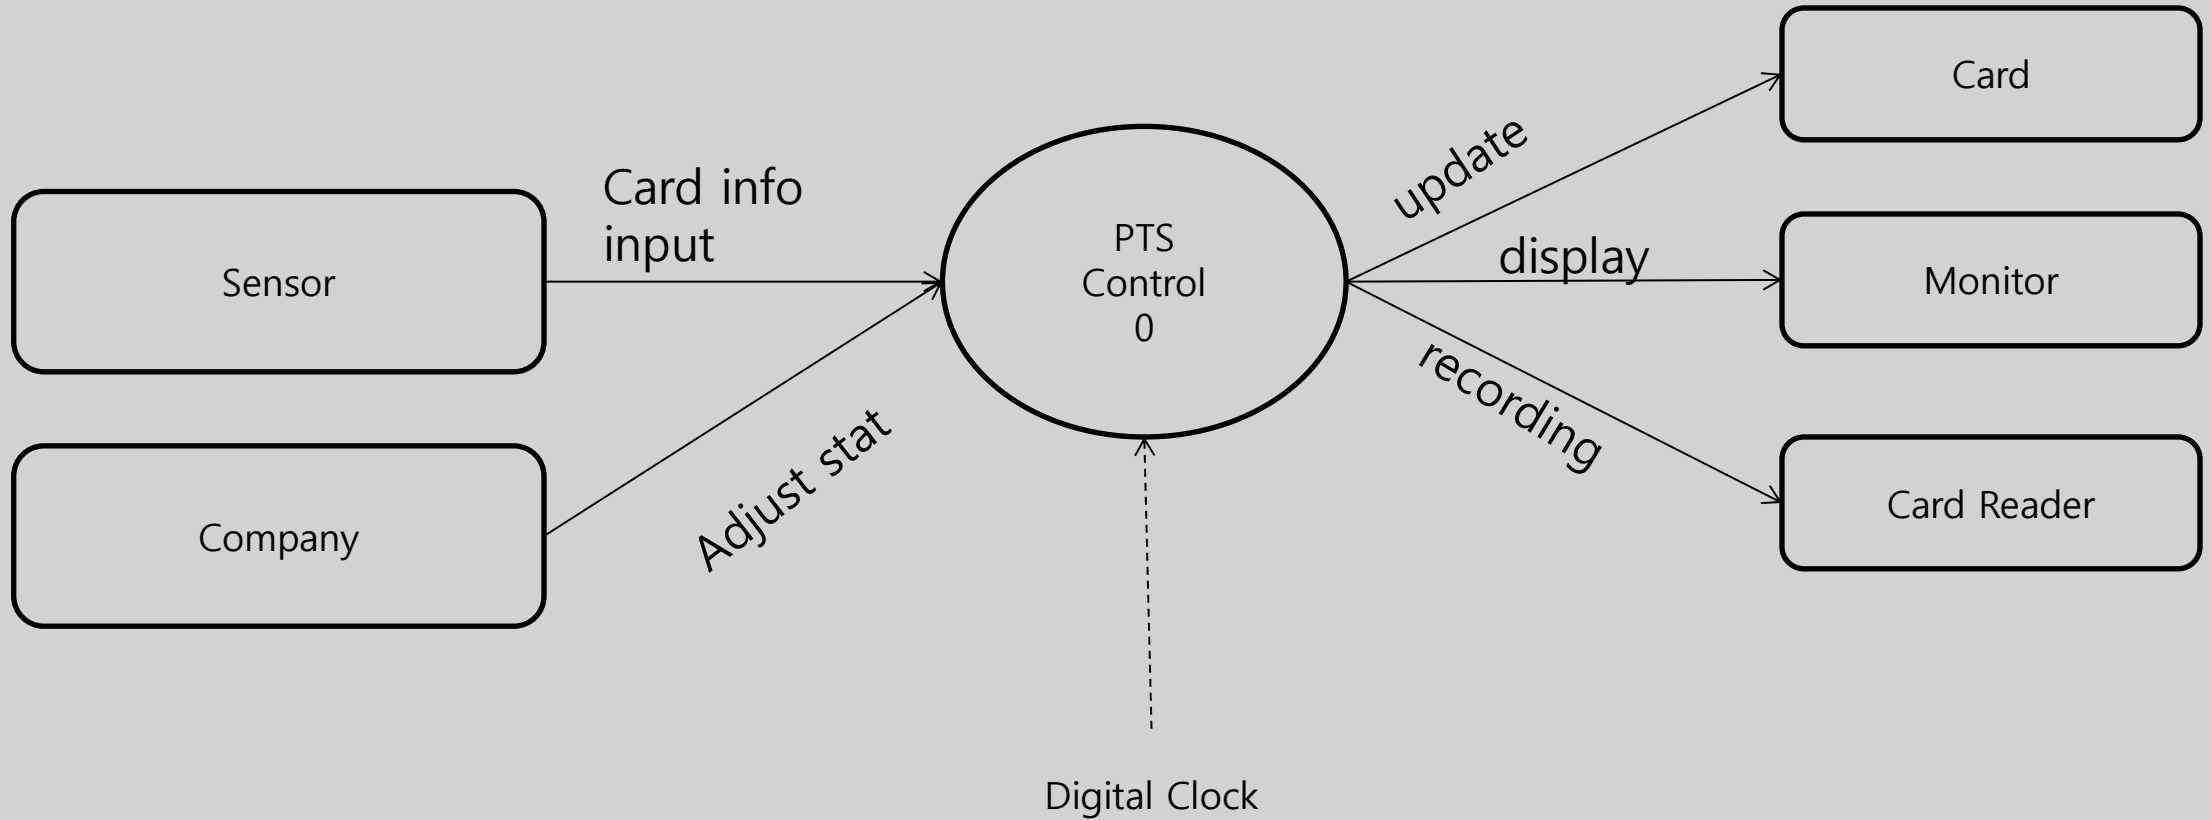 Sensor
Company
Card info
input
Adjust stat
PTS
Control
0
Digital Clock
update
display
recording
Card
Monitor
Card Reader